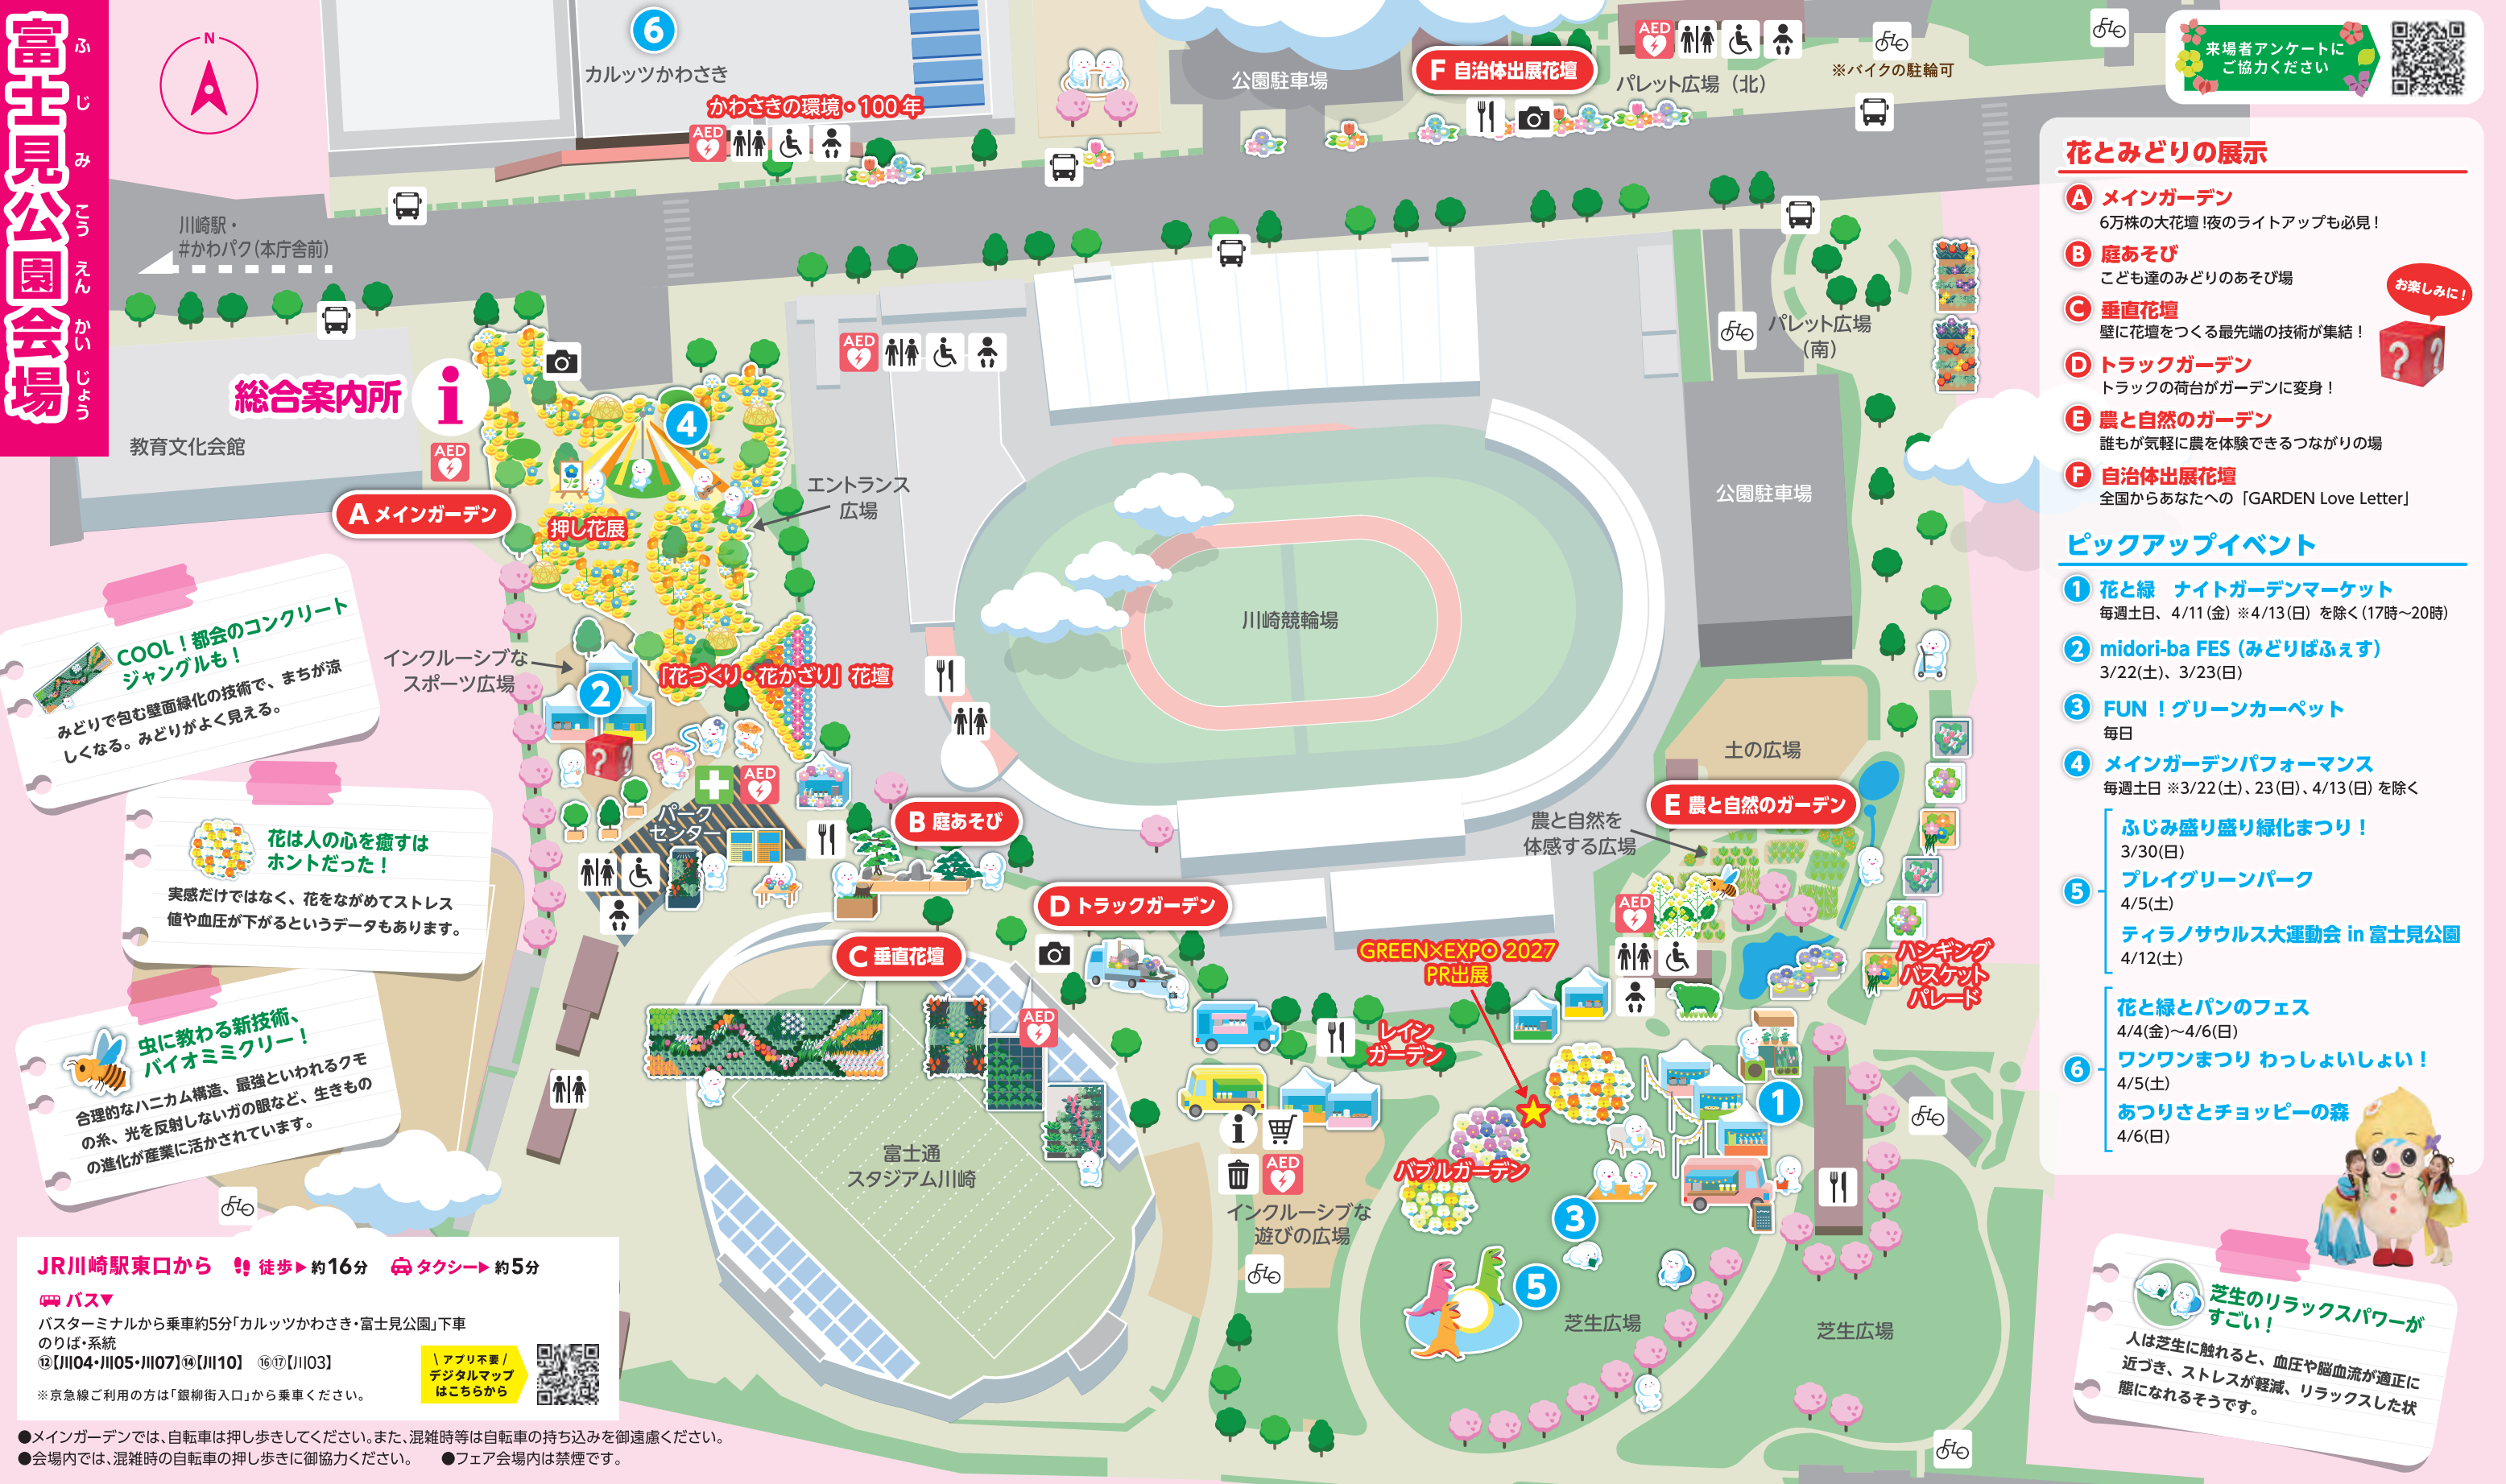 富士見公園会場
ふじみこうえんかいじょう
N
6
カルッツかわさき
かわさきの環境・100年
AED
公園駐車場
F 自治体出展花壇
AED
パレット広場（北）
※バイクの駐輪可
来場者アンケートに
ご協力ください
川崎駅・
#かわパク（本庁舎前）
総合案内所
i
AED
教育文化会館
4
A メインガーデン
押し花展
エントランス
広場
AED
パレット広場
（南）
公園駐車場
川崎競輪場
インクルーシブな
スポーツ広場
2
「花づくり・花かざり」花壇
?
AED
パーク
センター
B 庭あそび
土の広場
E 農と自然のガーデン
農と自然を
体感する広場
AED
D トラックガーデン
C 垂直花壇
AED
GREEN×EXPO 2027
PR出展
ハンギング
バスケット
パレード
レイン
ガーデン
1
i
AED
バブルガーデン
インクルーシブな
遊びの広場
富士通
スタジアム川崎
3
5
芝生広場
芝生広場
COOL！都会のコンクリート
ジャングルも！
みどりで包む壁面緑化の技術で、まちが涼
しくなる。みどりがよく見える。
花は人の心を癒すは
ホントだった！
実感だけではなく、花をながめてストレス
値や血圧が下がるというデータもあります。
虫に教わる新技術、
バイオミミクリー！
合理的なハニカム構造、最強といわれるクモ
の糸、光を反射しないガの眼など、生きもの
の進化が産業に活かされています。
JR川崎駅東口から 徒歩▶約16分 タクシー▶約5分
バス▼
バスターミナルから乗車約5分「カルッツかわさき・富士見公園」下車
のりば・系統
⑫【川04・川05・川07】⑭【川10】 ⑯⑰【川03】
※京急線ご利用の方は「銀柳街入口」から乗車ください。
\ アプリ不要 /
デジタルマップ
はこちらから
●メインガーデンでは、自転車は押し歩きしてください。また、混雑時等は自転車の持ち込みを御遠慮ください。
●会場内では、混雑時の自転車の押し歩きに御協力ください。 ●フェア会場内は禁煙です。
花とみどりの展示
A メインガーデン
6万株の大花壇！夜のライトアップも必見！
B 庭あそび
こども達のみどりのあそび場
C 垂直花壇
壁に花壇をつくる最先端の技術が集結！
D トラックガーデン
トラックの荷台がガーデンに変身！
E 農と自然のガーデン
誰もが気軽に農を体験できるつながりの場
F 自治体出展花壇
全国からあなたへの「GARDEN Love Letter」
お楽しみに！
? ?
ピックアップイベント
1 花と緑 ナイトガーデンマーケット
毎週土日、4/11（金）※4/13（日）を除く（17時～20時）
2 midori-ba FES（みどりばふぇす）
3/22（土）、3/23（日）
3 FUN！グリーンカーペット
毎日
4 メインガーデンパフォーマンス
毎週土日 ※3/22（土）、23（日）、4/13（日）を除く
5
ふじみ盛り盛り緑化まつり！
3/30（日）
プレイグリーンパーク
4/5（土）
ティラノサウルス大運動会 in 富士見公園
4/12（土）
6
花と緑とパンのフェス
4/4（金）～4/6（日）
ワンワンまつり わっしょいしょい！
4/5（土）
あつりさとチョッピーの森
4/6（日）
芝生のリラックスパワーが
すごい！
人は芝生に触れると、血圧や脳血流が適正に
近づき、ストレスが軽減、リラックスした状
態になれるそうです。